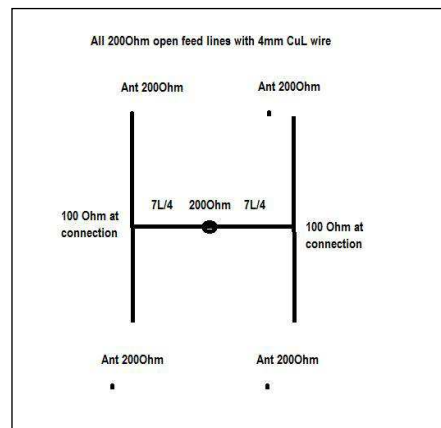 All 200Ohm open feed lines with 4mm CuL wire
Ant 200Ohm
Ant 200Ohm
7L/4 200Ohm 7L/4
100 Ohm at
connection
100 Ohm at
connection
Ant 200Ohm
Ant 200Ohm